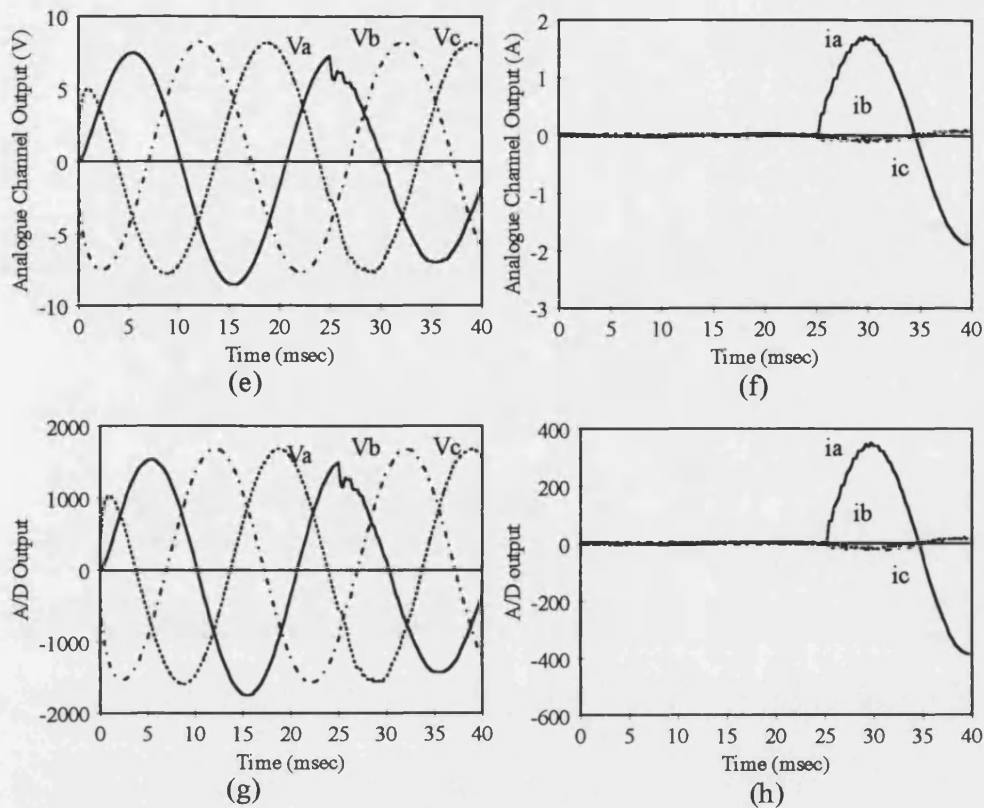 Analogue Channel Output (V)
10
5
0
-5
-10
Va
Vb
Vc
0 5 10 15 20 25 30 35 40
Time (msec)
(e)
Analogue Channel Output (A)
2
1
0
-1
-2
-3
ia
ib
ic
0 5 10 15 20 25 30 35 40
Time (msec)
(f)
A/D Output
2000
1000
0
-1000
-2000
Va
Vb
Vc
0 5 10 15 20 25 30 35 40
Time (msec)
(g)
A/D output
400
200
0
-200
-400
-600
ia
ib
ic
0 5 10 15 20 25 30 35 40
Time (msec)
(h)